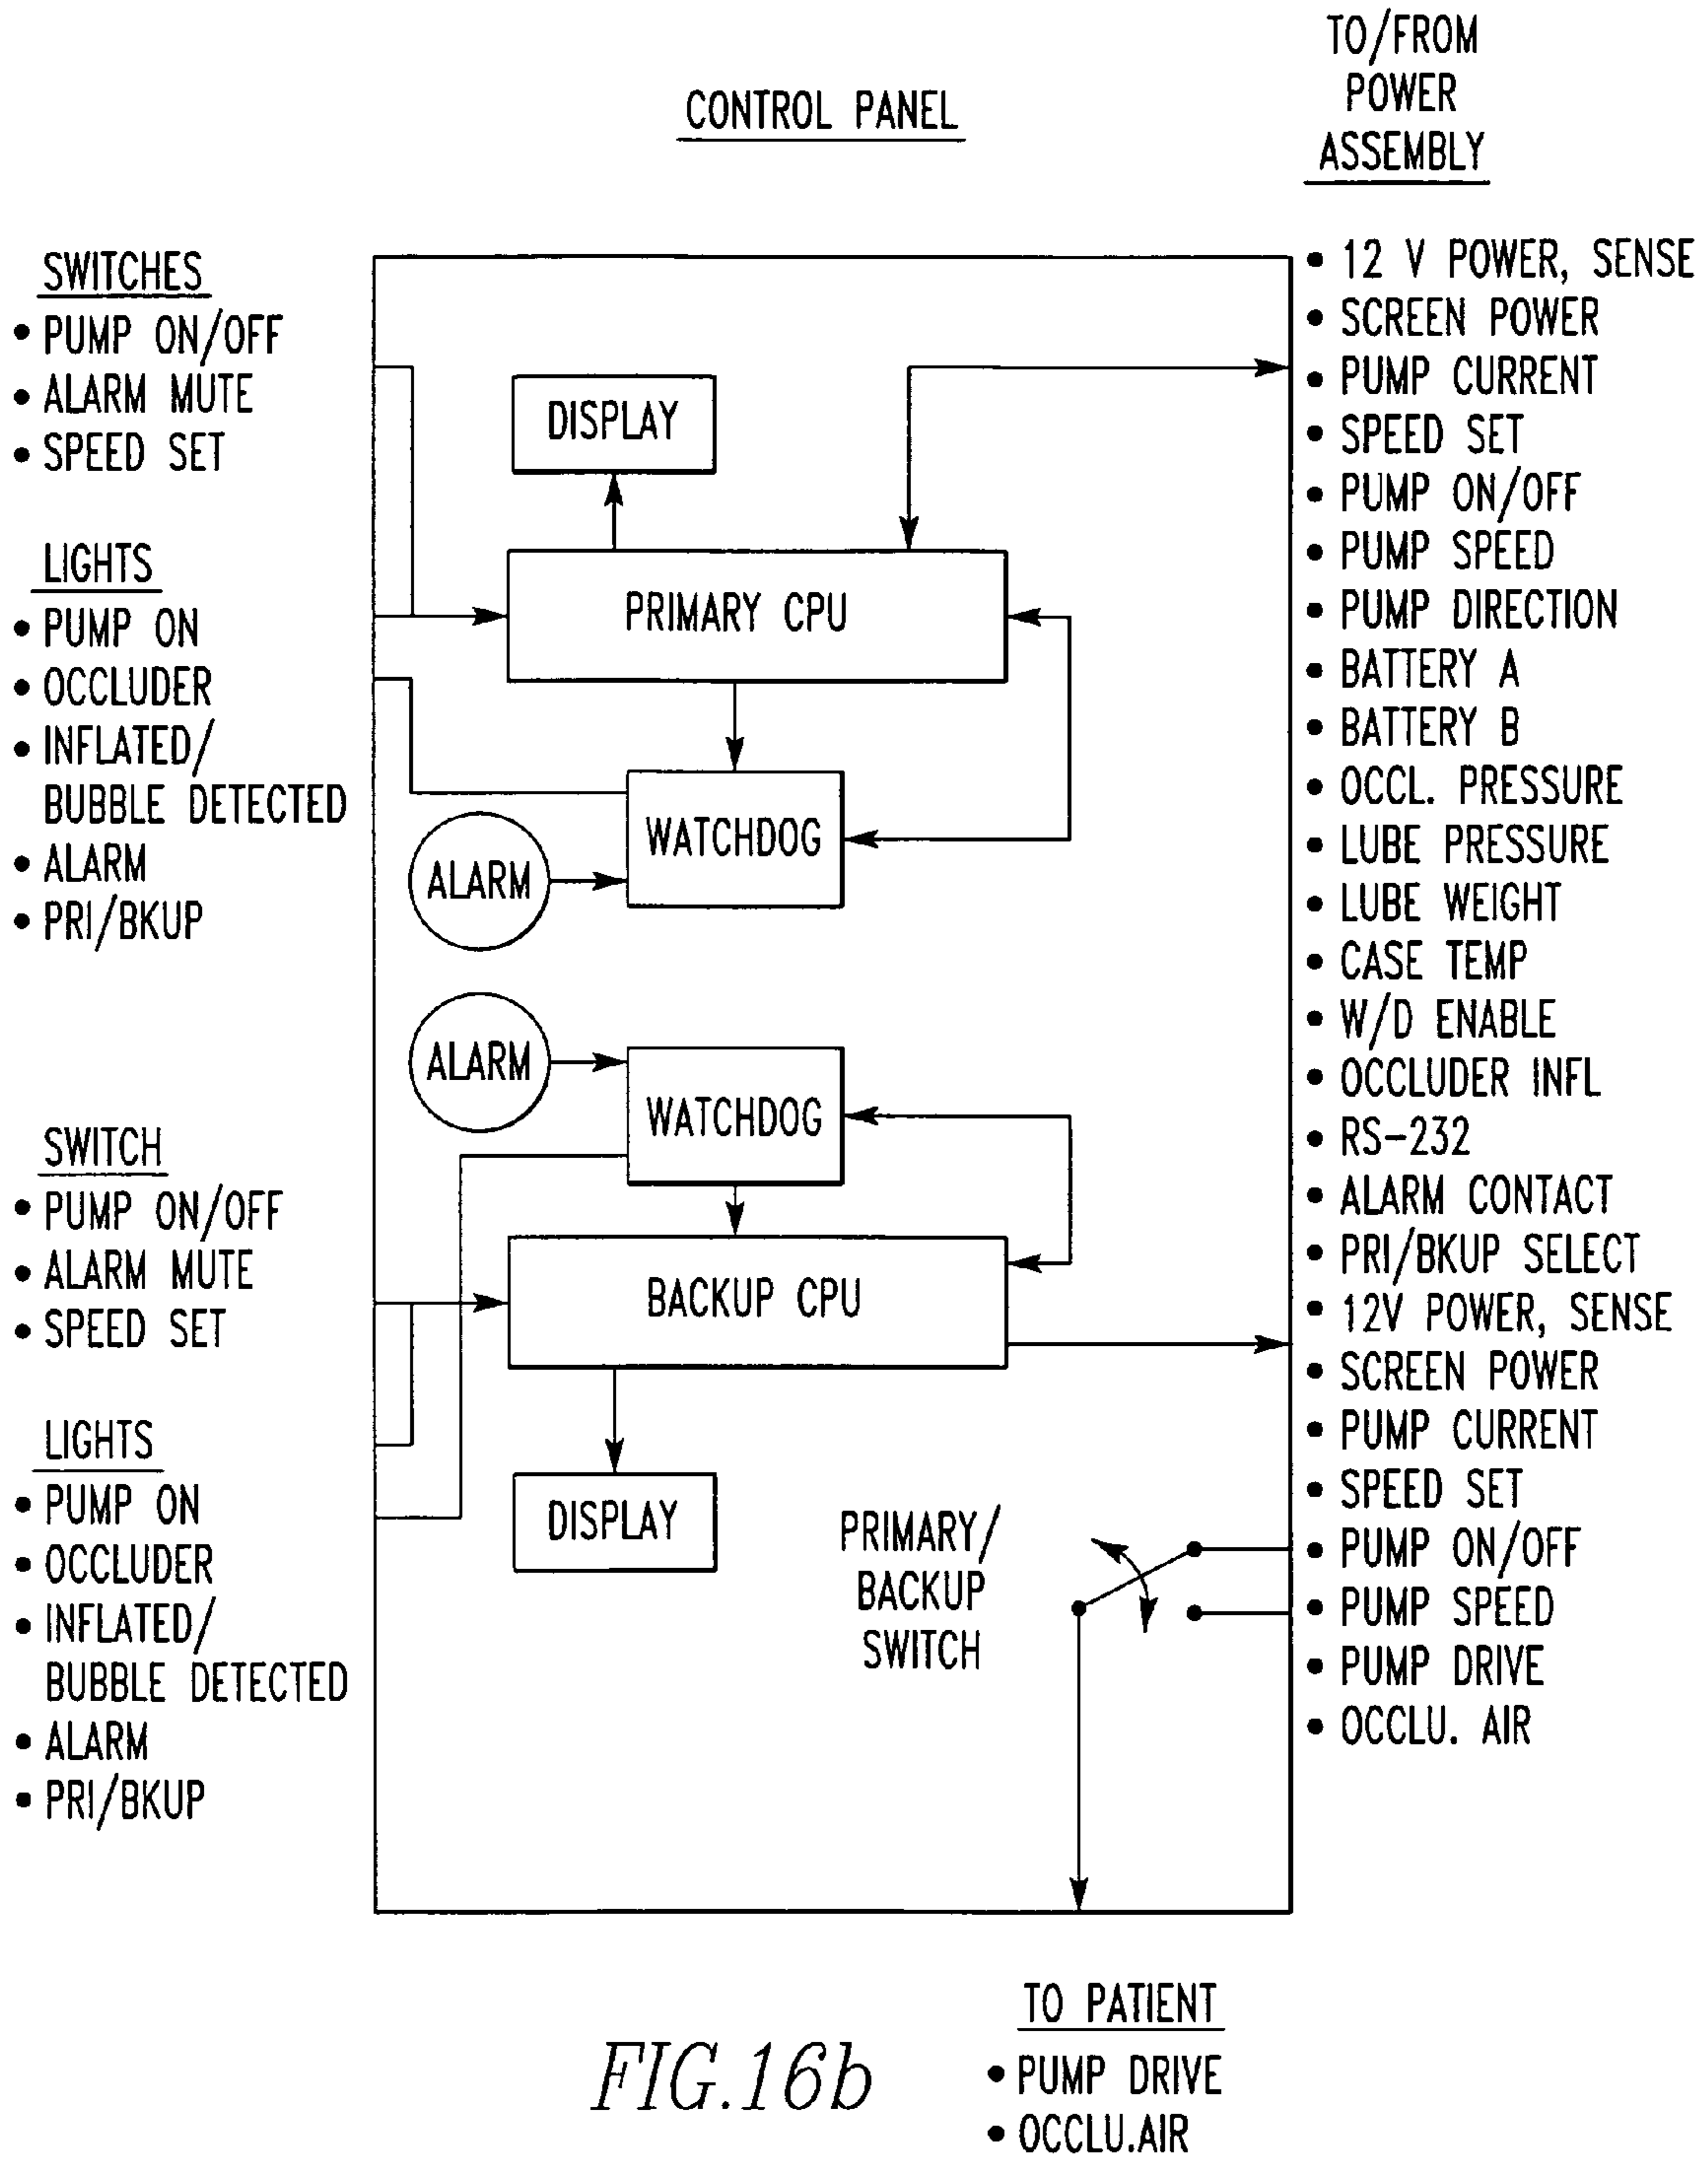 CONTROL PANEL
TO/FROM
POWER
ASSEMBLY
SWITCHES
• PUMP ON/OFF
• ALARM MUTE
• SPEED SET
LIGHTS
• PUMP ON
• OCCLUDER
• INFLATED/
BUBBLE DETECTED
• ALARM
• PRI/BKUP
SWITCH
• PUMP ON/OFF
• ALARM MUTE
• SPEED SET
LIGHTS
• PUMP ON
• OCCLUDER
• INFLATED/
BUBBLE DETECTED
• ALARM
• PRI/BKUP
DISPLAY
PRIMARY CPU
WATCHDOG
ALARM
ALARM
WATCHDOG
BACKUP CPU
DISPLAY
PRIMARY/
BACKUP
SWITCH
• 12 V POWER, SENSE
• SCREEN POWER
• PUMP CURRENT
• SPEED SET
• PUMP ON/OFF
• PUMP SPEED
• PUMP DIRECTION
• BATTERY A
• BATTERY B
• OCCL. PRESSURE
• LUBE PRESSURE
• LUBE WEIGHT
• CASE TEMP
• W/D ENABLE
• OCCLUDER INFL
• RS-232
• ALARM CONTACT
• PRI/BKUP SELECT
• 12V POWER, SENSE
• SCREEN POWER
• PUMP CURRENT
• SPEED SET
• PUMP ON/OFF
• PUMP SPEED
• PUMP DRIVE
• OCCLU. AIR
TO PATIENT
• PUMP DRIVE
• OCCLU.AIR
FIG.16b